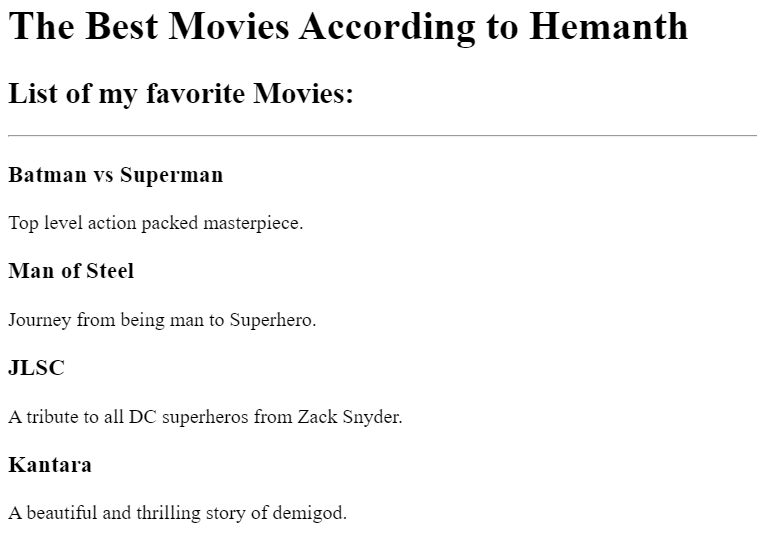 The Best Movies According to Hemanth
List of my favorite Movies:
Batman vs Superman
Top level action packed masterpiece.
Man of Steel
Journey from being man to Superhero.
JLSC
A tribute to all DC superheros from Zack Snyder.
Kantara
A beautiful and thrilling story of demigod.